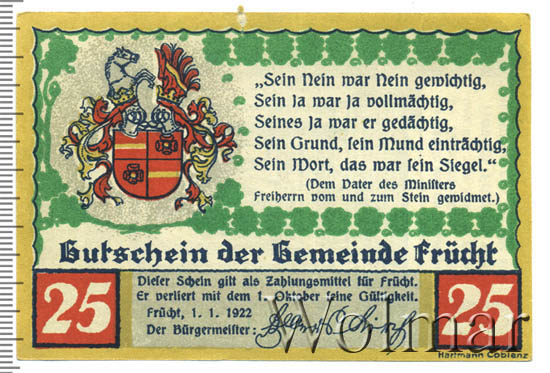 „Sein Nein war Nein gewichtig,
Sein Ja war Ja vollmächtig,
Seines Ja war er gedächtig,
Sein Grund, sein Mund einträchtig,
Sein Wort, das war sein Siegel.“
(Dem Vater des Ministers
Freiherrn vom und zum Stein gewidmet.)
Gutschein der Gemeinde Frücht
25
Dieser Schein gilt als Zahlungsmittel für Frücht.
Er verliert mit dem 1. Oktober seine Gültigkeit.
Frücht, 1. 1. 1922
Der Bürgermeister:
25
Hartmann Coblenz
Wolmar